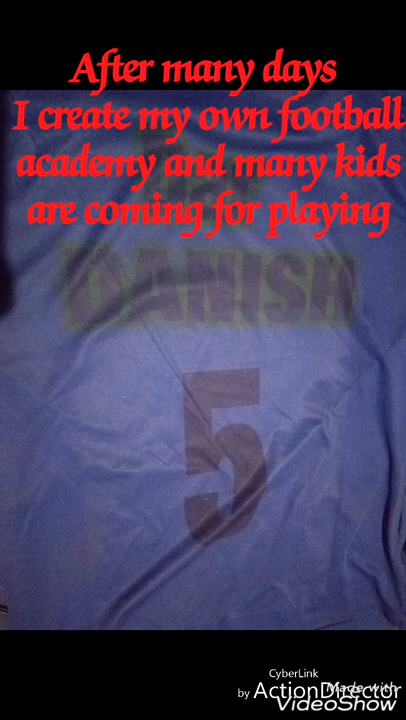 After many days
I create my own football
academy and many kids
are coming for playing
DANISH
5
CyberLink
by ActionDirector
Made with
VideoShow